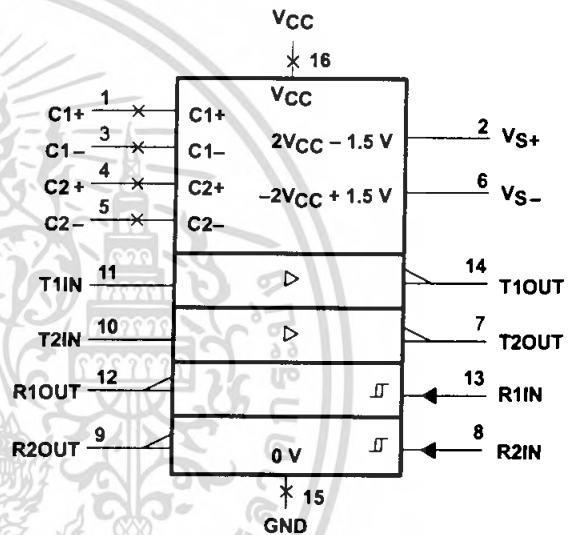 VCC
16
VCC
1
C1+
C1+
3
C1−
C1−
2VCC − 1.5 V
2
VS+
4
C2+
C2+
−2VCC + 1.5 V
6
VS−
5
C2−
C2−
11
T1IN
14
T1OUT
10
T2IN
7
T2OUT
12
R1OUT
13
R1IN
9
R2OUT
8
R2IN
0 V
15
GND